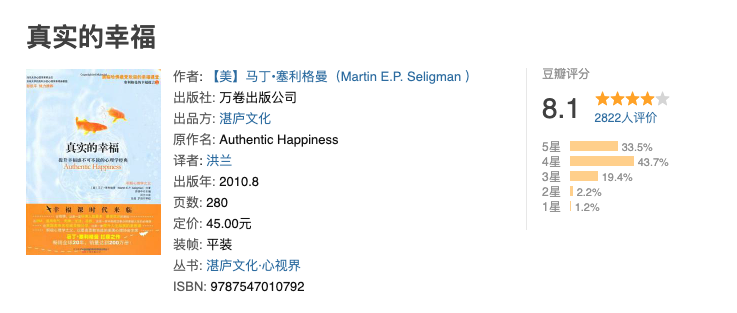 真实的幸福
真实的幸福
Authentic Happiness
幸福课时代来临
作者: 【美】马丁•塞利格曼（Martin E.P. Seligman ）
出版社: 万卷出版公司
出品方: 湛庐文化
原作名: Authentic Happiness
译者: 洪兰
出版年: 2010.8
页数: 280
定价: 45.00元
装帧: 平装
丛书: 湛庐文化·心视界
ISBN: 9787547010792
豆瓣评分
8.1
2822人评价
5星 33.5%
4星 43.7%
3星 19.4%
2星 2.2%
1星 1.2%